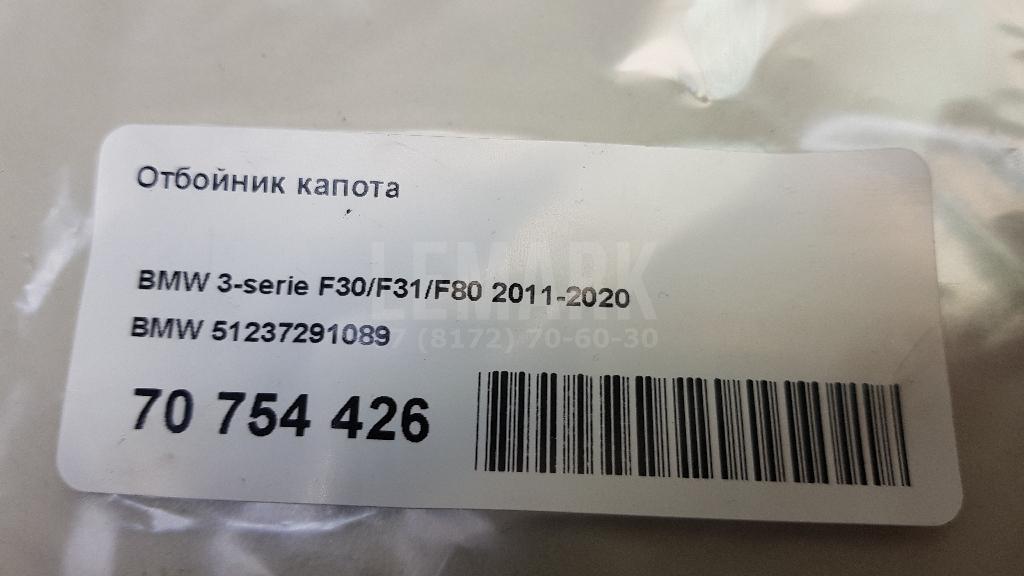 Отбойник капота
LEMARK
BMW 3-serie F30/F31/F80 2011-2020
BMW 51237291089
+7 (8172) 70-60-30
70 754 426